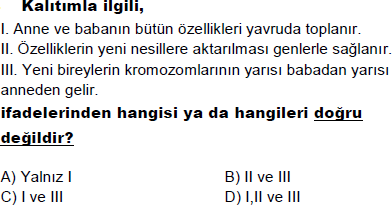 Kalıtımla ilgili,
I. Anne ve babanın bütün özellikleri yavruda toplanır.
II. Özelliklerin yeni nesillere aktarılması genlerle sağlanır.
III. Yeni bireylerin kromozomlarının yarısı babadan yarısı
anneden gelir.
ifadelerinden hangisi ya da hangileri doğru
değildir?
A) Yalnız I B) II ve III
C) I ve III D) I,II ve III